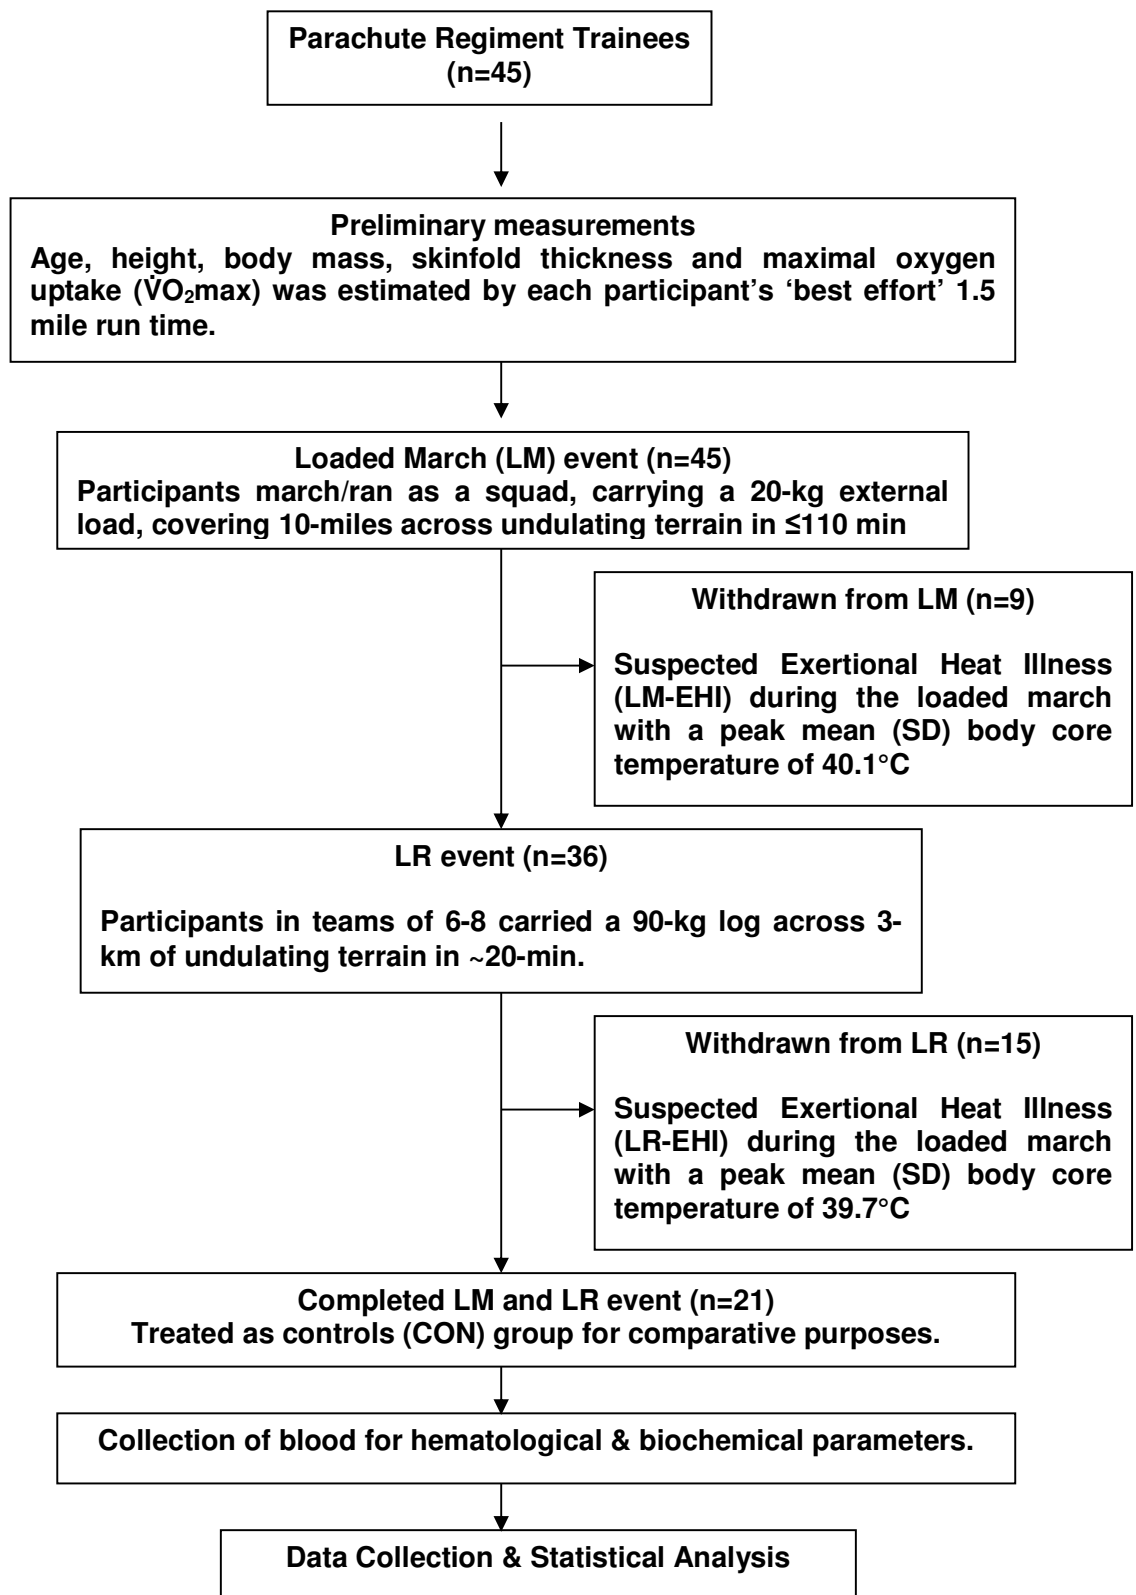 Parachute Regiment Trainees
(n=45)
Preliminary measurements
Age, height, body mass, skinfold thickness and maximal oxygen
uptake (V̇O₂max) was estimated by each participant’s ‘best effort’ 1.5
mile run time.
Loaded March (LM) event (n=45)
Participants march/ran as a squad, carrying a 20-kg external
load, covering 10-miles across undulating terrain in ≤110 min
Withdrawn from LM (n=9)
Suspected Exertional Heat Illness
(LM-EHI) during the loaded march
with a peak mean (SD) body core
temperature of 40.1°C
LR event (n=36)
Participants in teams of 6-8 carried a 90-kg log across 3-
km of undulating terrain in ~20-min.
Withdrawn from LR (n=15)
Suspected Exertional Heat Illness
(LR-EHI) during the loaded march
with a peak mean (SD) body core
temperature of 39.7°C
Completed LM and LR event (n=21)
Treated as controls (CON) group for comparative purposes.
Collection of blood for hematological & biochemical parameters.
Data Collection & Statistical Analysis